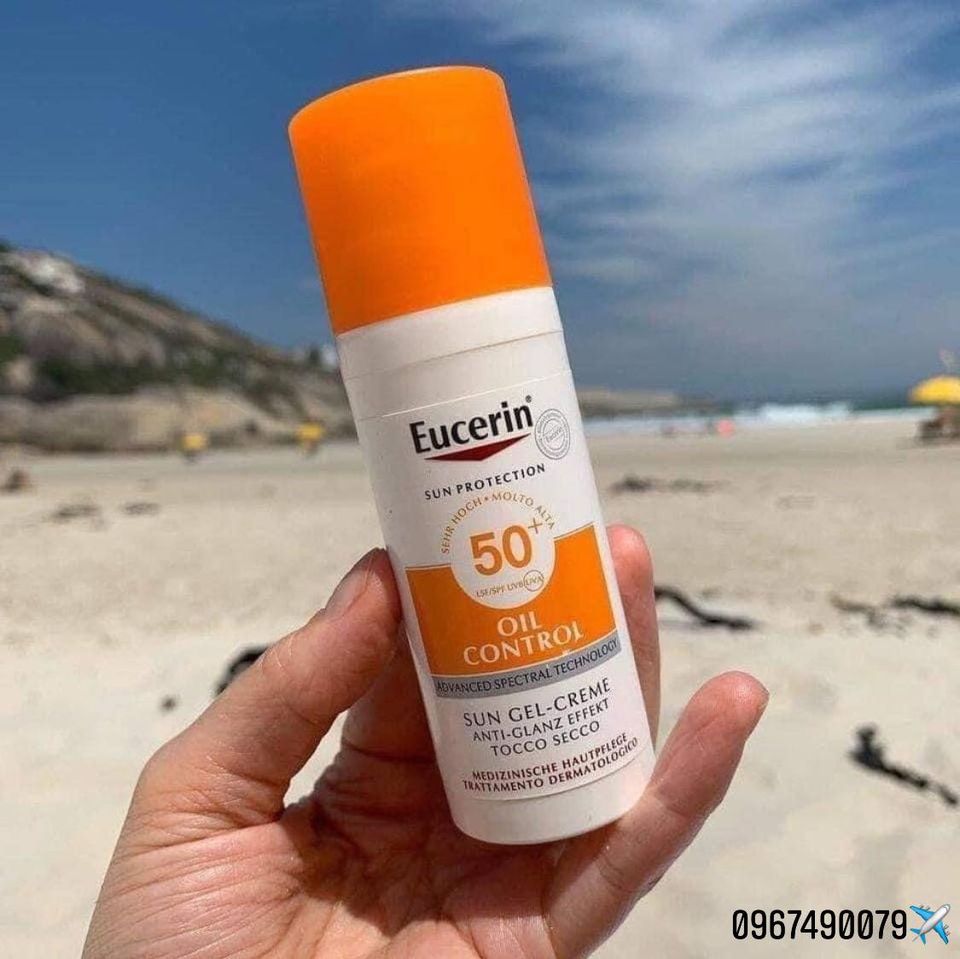 Eucerin®
Eucerin
SUN PROTECTION
SEHR HOCH • MOLTO ALTA
50+
LSF/SPF UVB UVA
OIL
CONTROL
ADVANCED SPECTRAL TECHNOLOGY
SUN GEL-CREME
ANTI-GLANZ EFFEKT
TOCCO SECCO
MEDIZINISCHE HAUTPFLEGE
TRATTAMENTO DERMATOLOGICO
0967490079